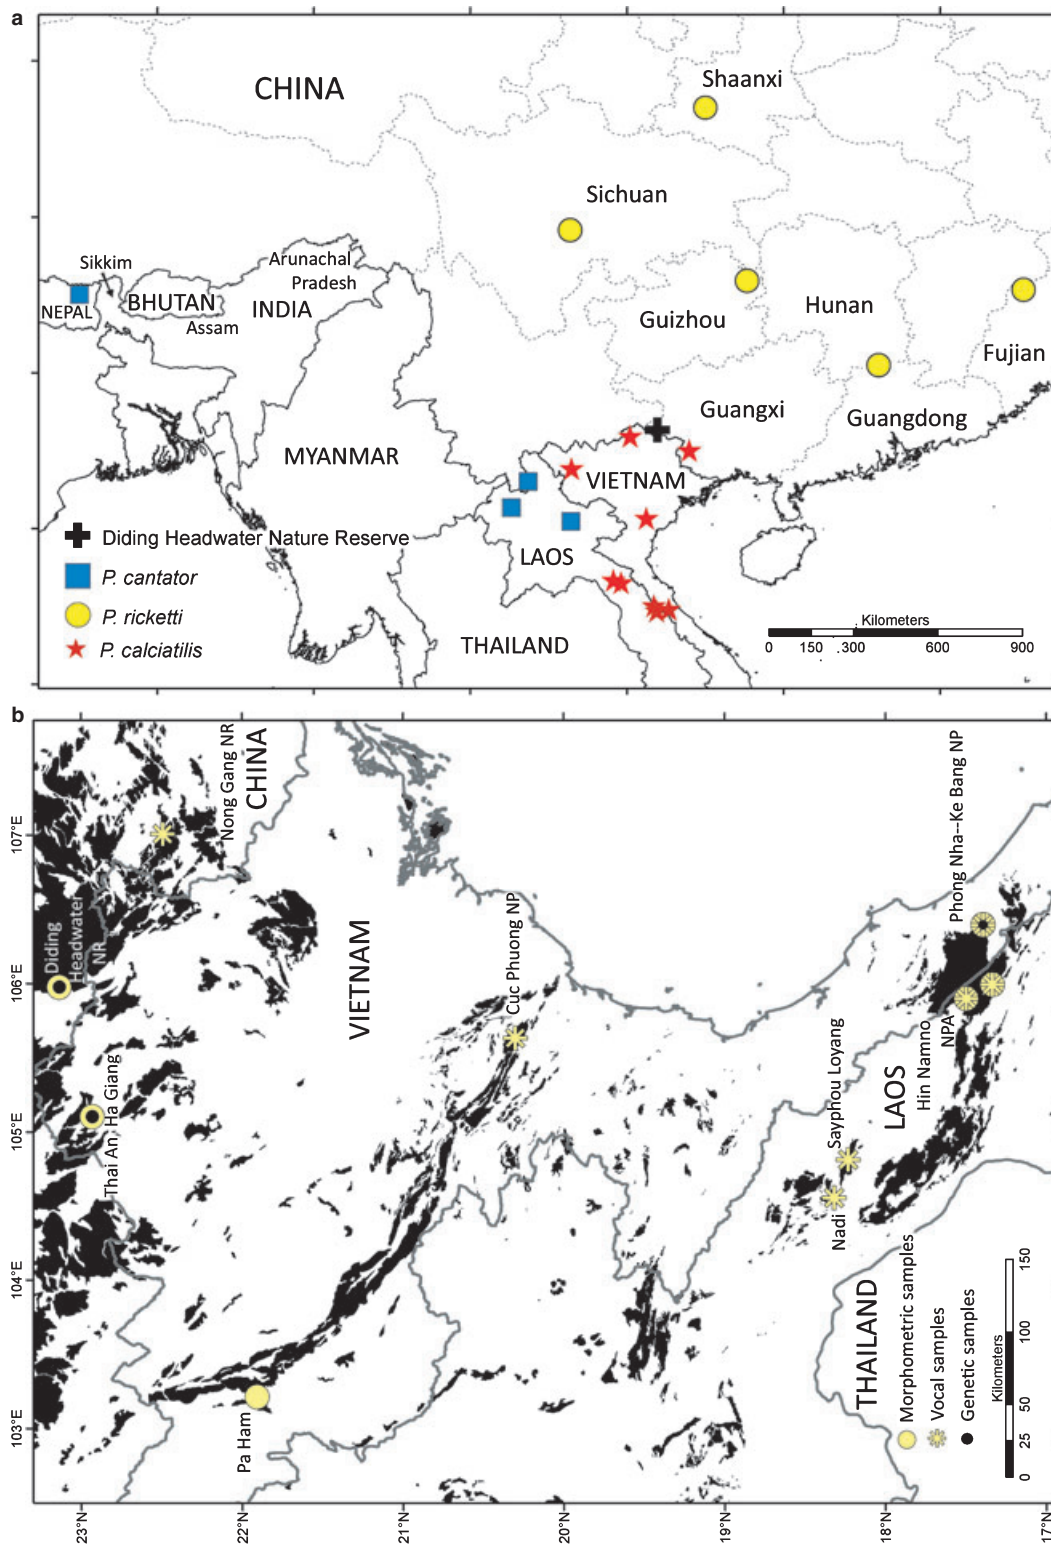 a
CHINA
Shaanxi
Sichuan
Arunachal
Pradesh
Sikkim
BHUTAN
INDIA
NEPAL
Assam
Guizhou
Hunan
Fujian
Guangxi
Guangdong
MYANMAR
VIETNAM
Diding Headwater Nature Reserve
LAOS
P. cantator
P. ricketti
P. calciatilis
THAILAND
Kilometers
0 150 300 600 900
b
107°E
106°E
105°E
104°E
103°E
Nong Gang NR
CHINA
Diding
Headwater
NR
Thai An, Ha Giang
VIETNAM
Cuc Phuong NP
Phong Nha--Ke Bang NP
Hin Namno
NPA
LAOS
Sayphou Loyang
Nadi
Pa Ham
THAILAND
Morphometric samples
Vocal samples
Genetic samples
Kilometers
0 25 50 100 150
23°N
22°N
21°N
20°N
19°N
18°N
17°N